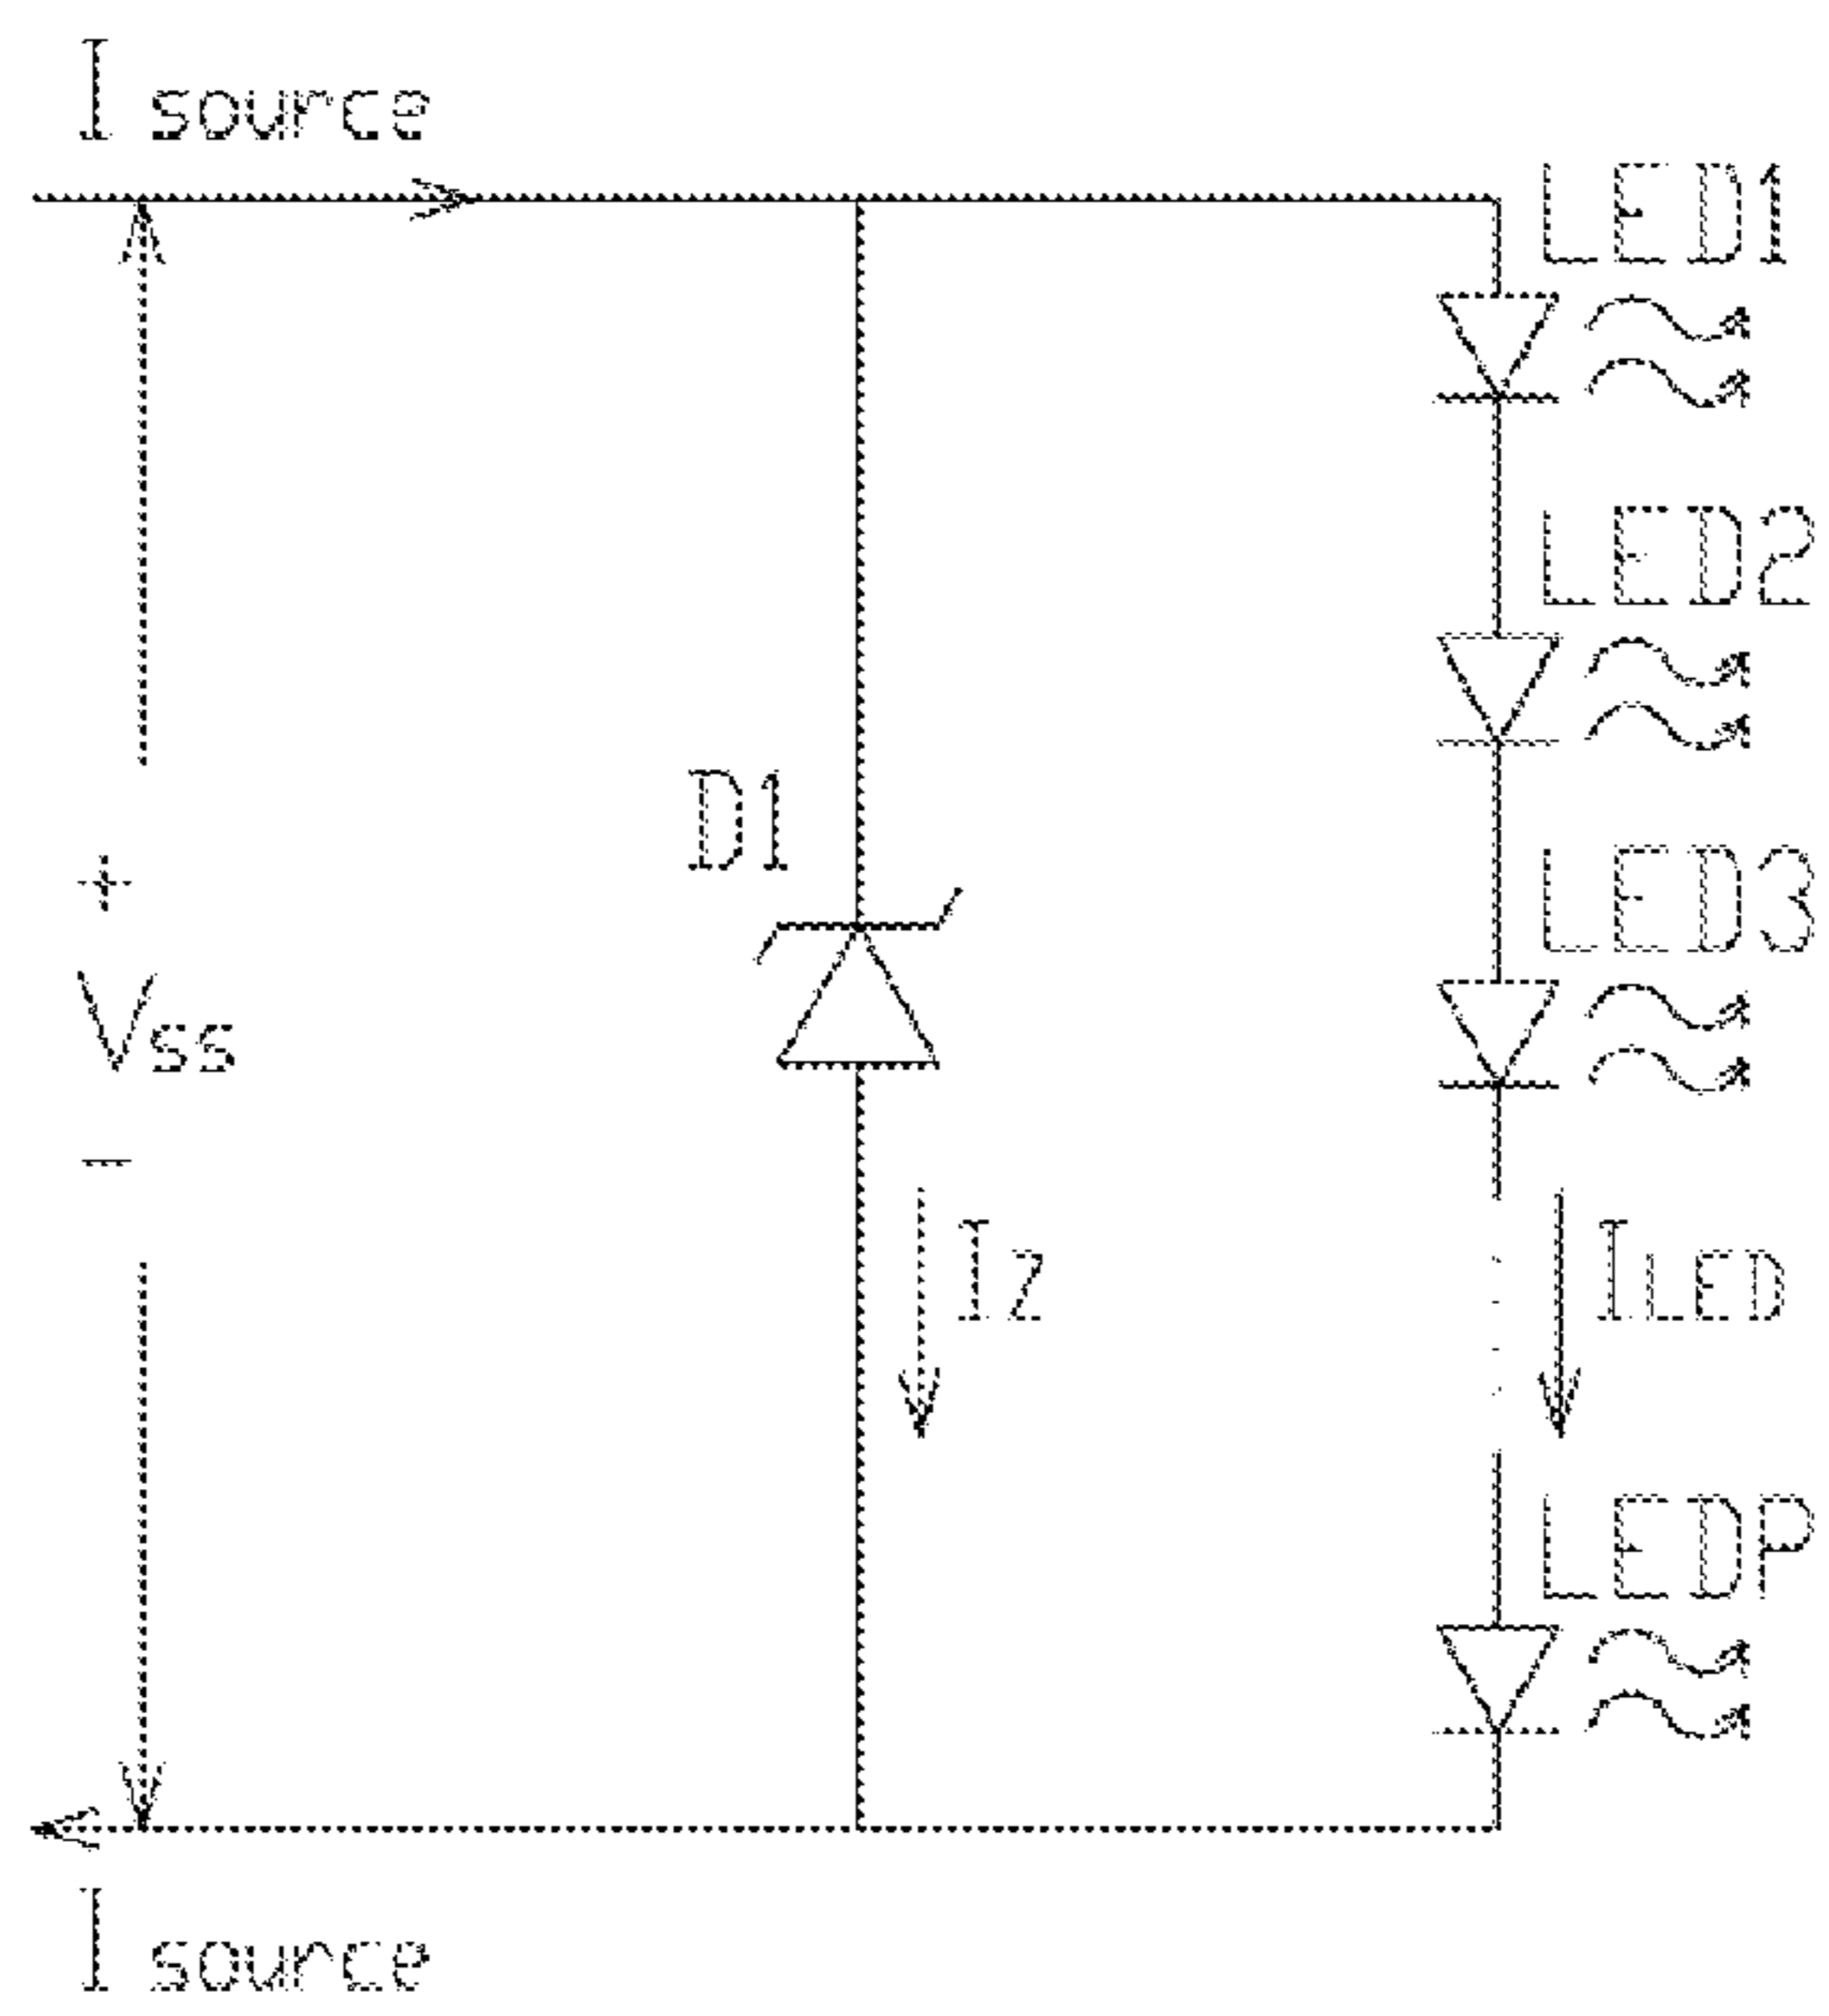 I source
LED1
LED2
D1
LED3
+
Vss
−
Iz
ILED
LEDP
I source